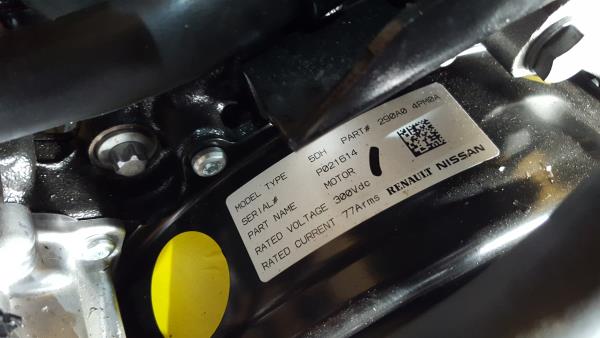 MODEL TYPE 5DH PART# 290A0 4PM0A
SERIAL# P021614
PART NAME MOTOR
RATED VOLTAGE 300Vdc
RATED CURRENT 77Arms RENAULT NISSAN